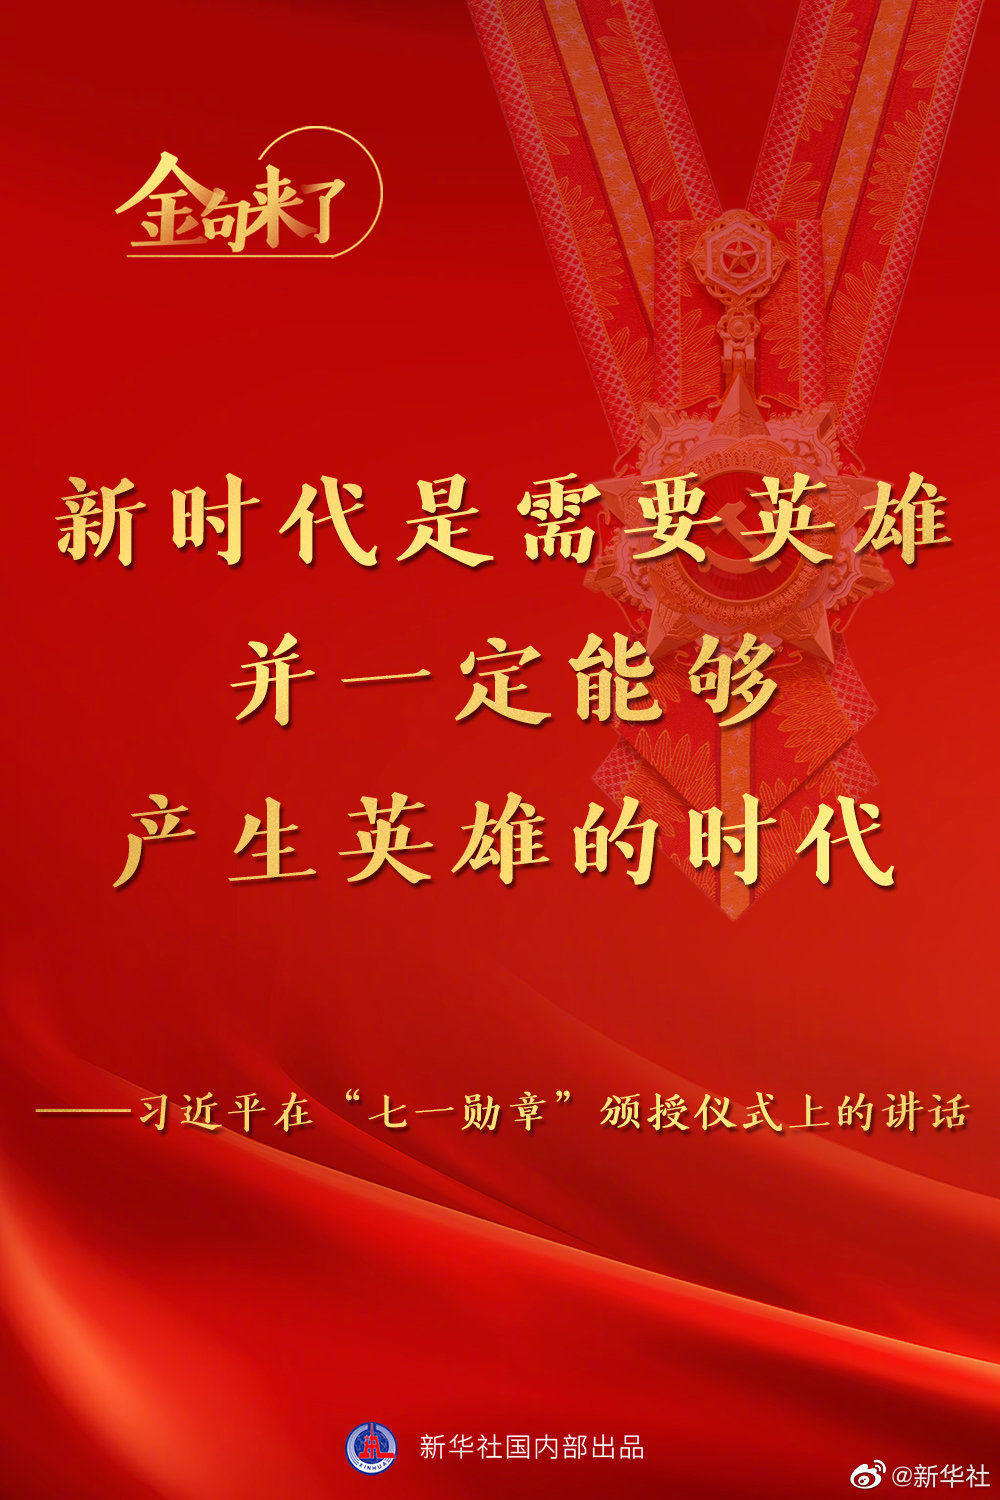 金句来了
新时代是需要英雄
并一定能够
产生英雄的时代
——习近平在“七一勋章”颁授仪式上的讲话
XINHUA
新华社国内部出品
@新华社